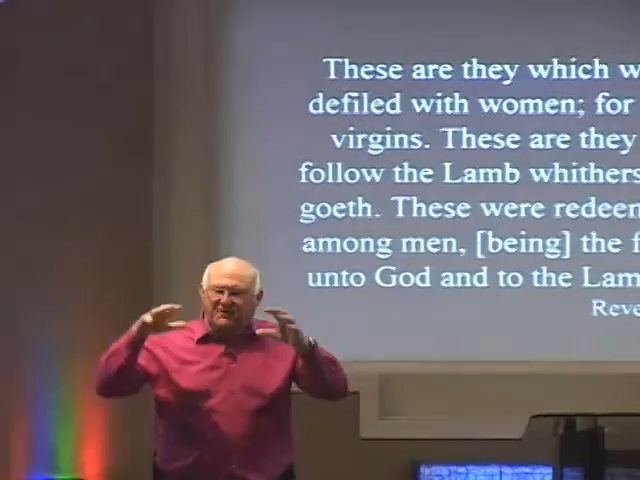 These are they which w
defiled with women; for
virgins. These are they
follow the Lamb whithers
goeth. These were redeem
among men, [being] the f
unto God and to the Lam
Reve